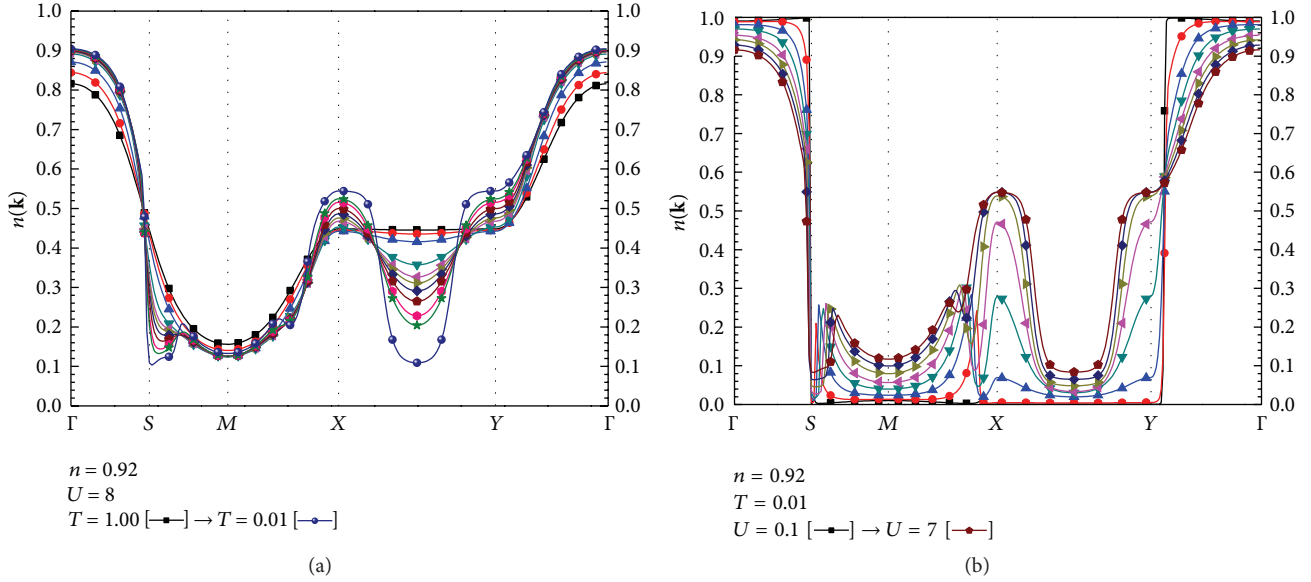 1.0 1.0
0.9 0.9
0.8 0.8
0.7 0.7
0.6 0.6
0.5 0.5
0.4 0.4
0.3 0.3
0.2 0.2
0.1 0.1
0.0 0.0
n(k)
Γ S M X Y Γ
n = 0.92
U = 8
T = 1.00 [ ] → T = 0.01 [ ]
(a)
1.0 1.0
0.9 0.9
0.8 0.8
0.7 0.7
0.6 0.6
0.5 0.5
0.4 0.4
0.3 0.3
0.2 0.2
0.1 0.1
0.0 0.0
n(k)
Γ S M X Y Γ
n = 0.92
T = 0.01
U = 0.1 [ ] → U = 7 [ ]
(b)